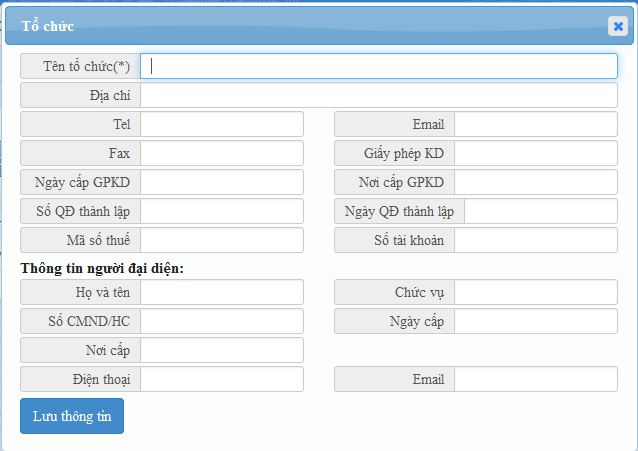 Tổ chức
Tên tổ chức(*)
Địa chỉ
Tel Email
Fax Giấy phép KD
Ngày cấp GPKD Nơi cấp GPKD
Số QĐ thành lập Ngày QĐ thành lập
Mã số thuế Số tài khoản
Thông tin người đại diện:
Họ và tên Chức vụ
Số CMND/HC Ngày cấp
Nơi cấp
Điện thoại Email
Lưu thông tin